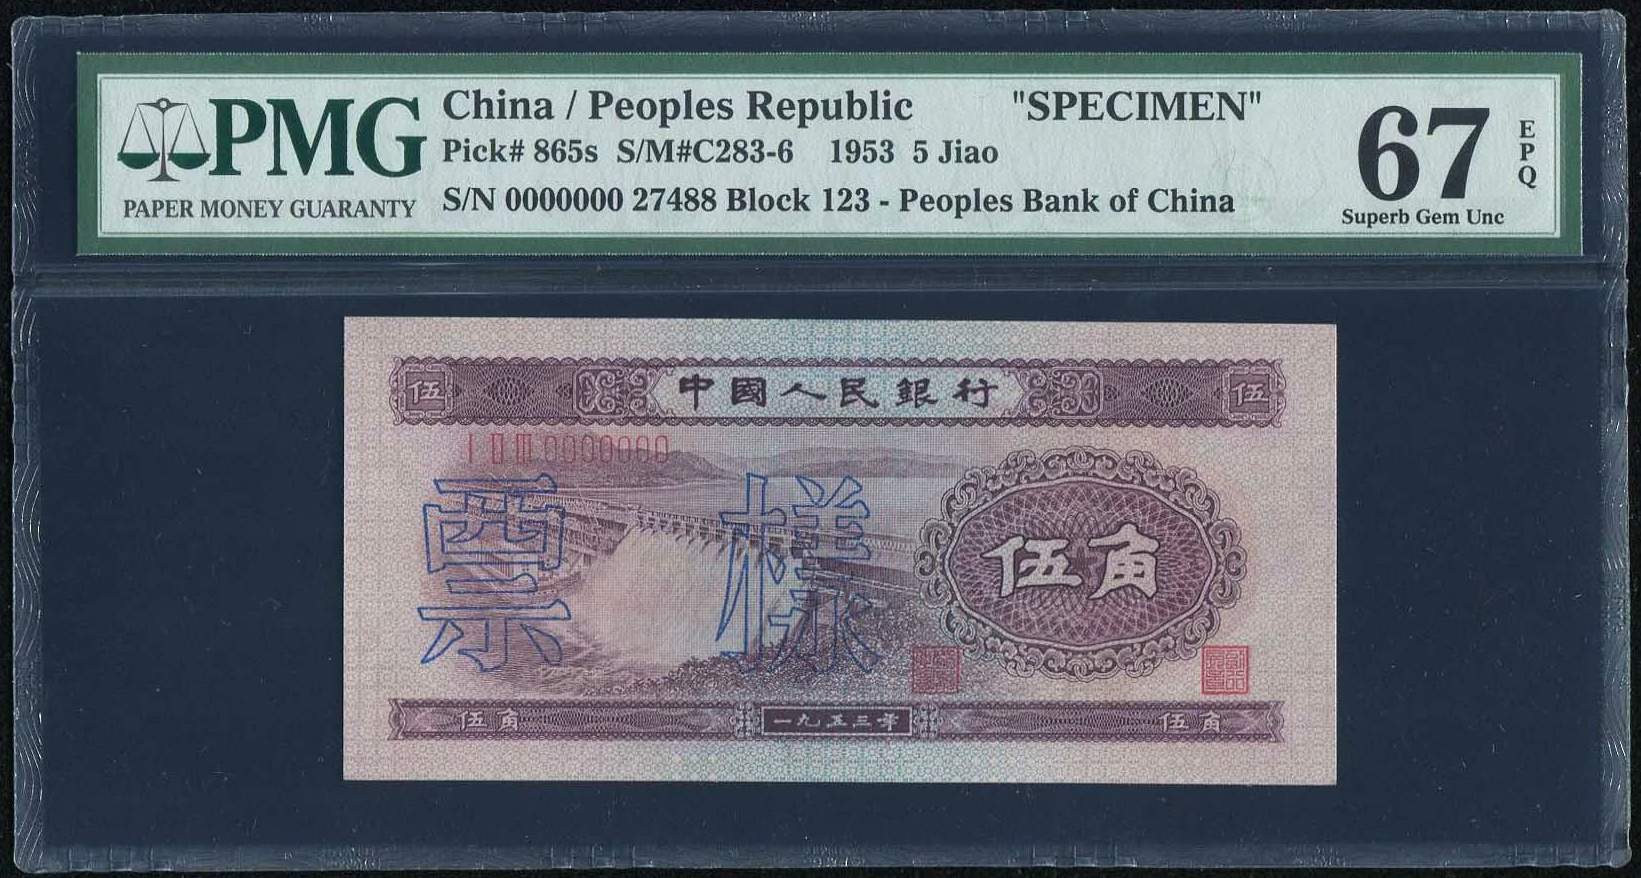 PMG
PAPER MONEY GUARANTY
China / Peoples Republic "SPECIMEN"
Pick# 865s S/M#C283-6 1953 5 Jiao
S/N 0000000 27488 Block 123 - Peoples Bank of China
67
EPQ
Superb Gem Unc
伍 中國人民銀行 伍
I II III 0000000
票樣
伍角
伍角 一九五三年 伍角